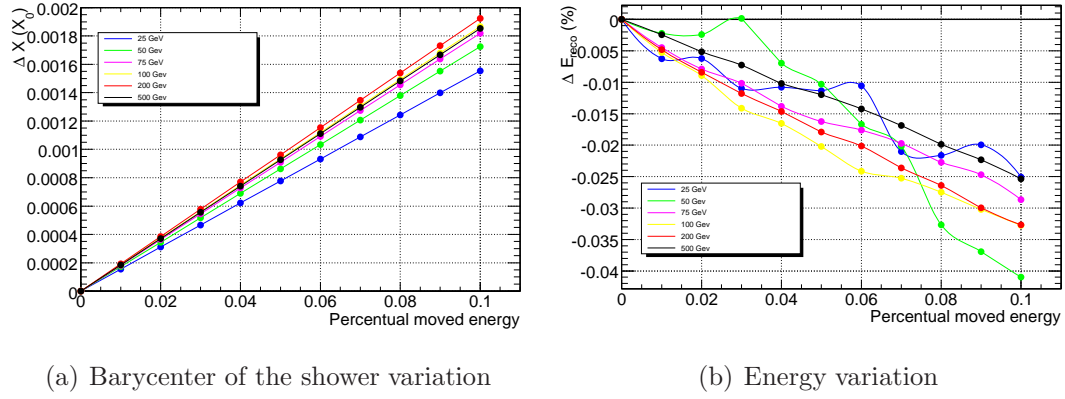 Δ X (X0)
0.002
0.0018
0.0016
0.0014
0.0012
0.001
0.0008
0.0006
0.0004
0.0002
0
25 GeV
50 Gev
75 GeV
100 Gev
200 Gev
500 Gev
0 0.02 0.04 0.06 0.08 0.1
Percentual moved energy
(a) Barycenter of the shower variation
Δ Ereco (%)
0
0.005
-0.01
-0.015
-0.02
-0.025
-0.03
-0.035
-0.04
25 GeV
50 Gev
75 GeV
100 Gev
200 Gev
500 Gev
0 0.02 0.04 0.06 0.08 0.1
Percentual moved energy
(b) Energy variation